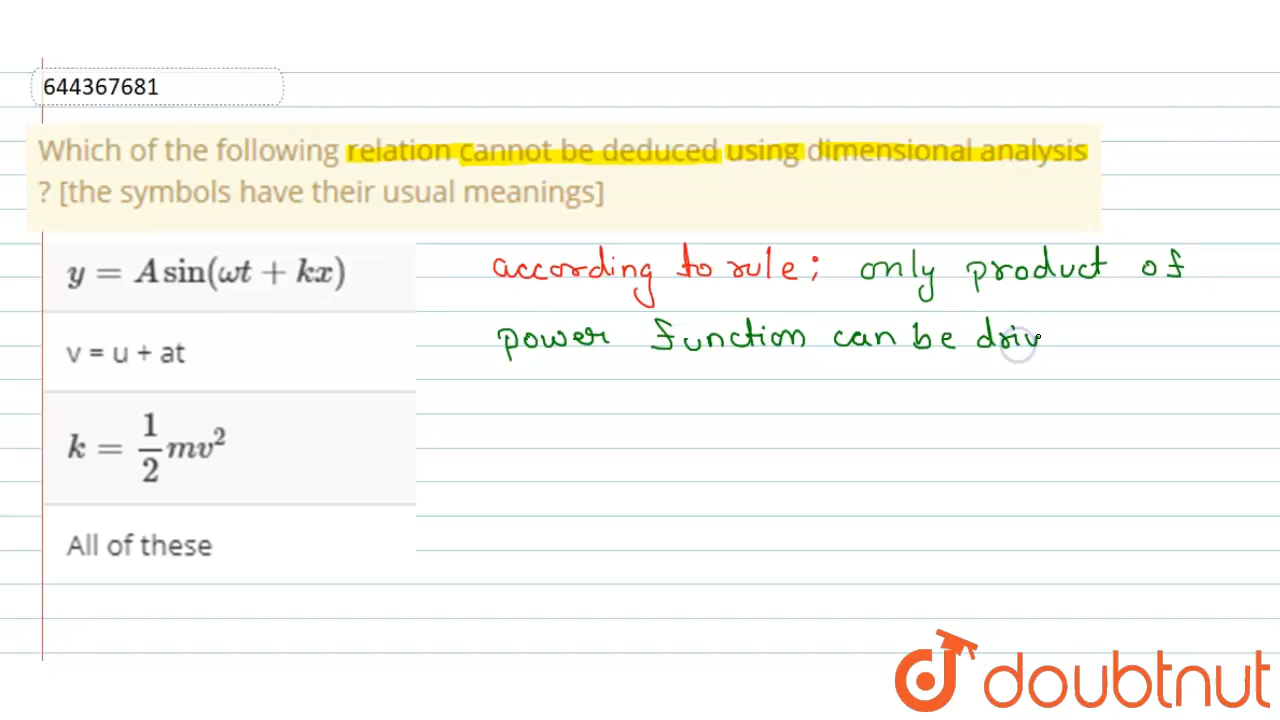 644367681
Which of the following relation cannot be deduced using dimensional analysis
? [the symbols have their usual meanings]
y = A sin(ωt + kx)
v = u + at
k = 1/2 mv²
All of these
according to rule; only product of
power function can be driv
doubtnut